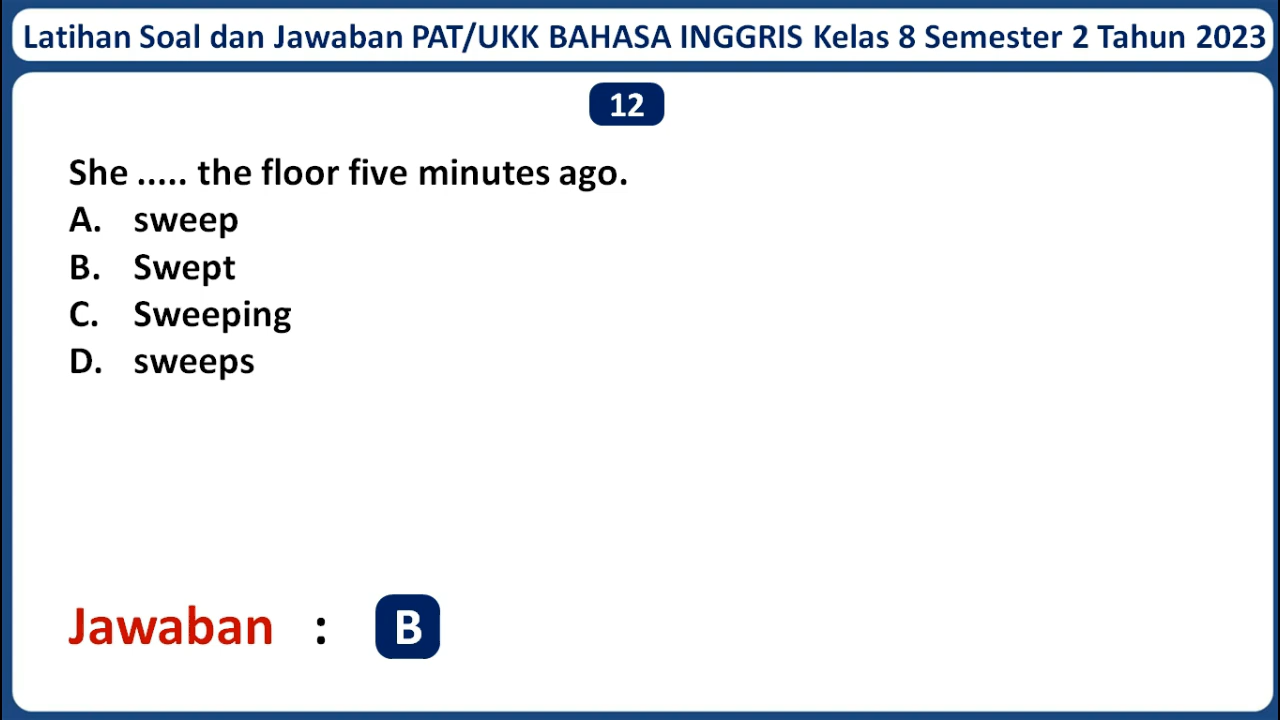 Latihan Soal dan Jawaban PAT/UKK BAHASA INGGRIS Kelas 8 Semester 2 Tahun 2023
12
She ..... the floor five minutes ago.
A. sweep
B. Swept
C. Sweeping
D. sweeps
Jawaban : B